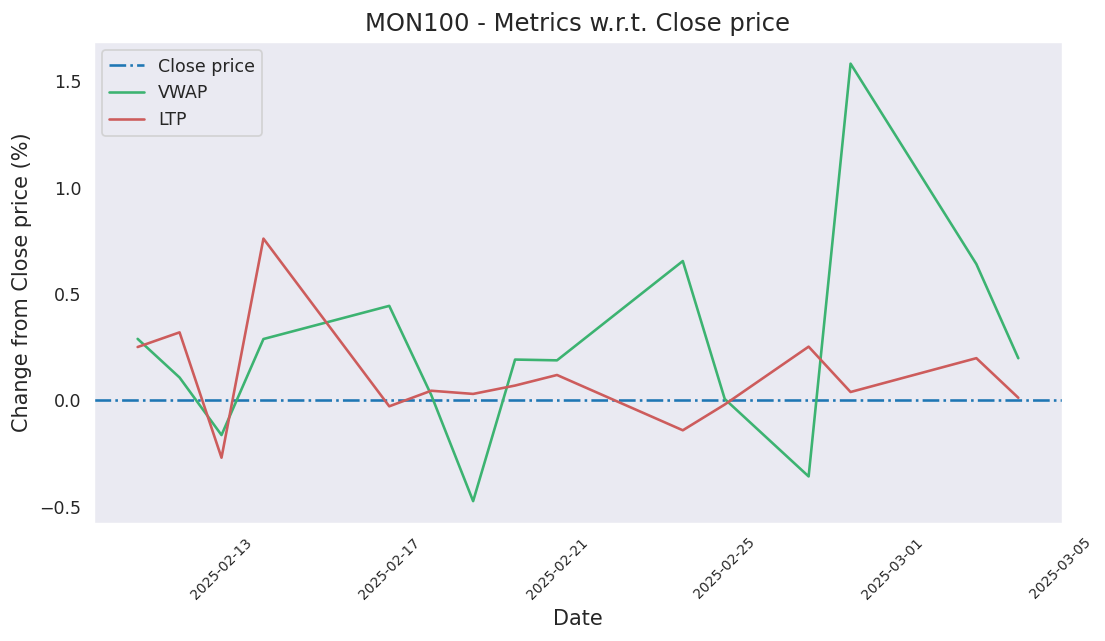 MON100 - Metrics w.r.t. Close price
Close price
VWAP
LTP
Change from Close price (%)
1.5
1.0
0.5
0.0
−0.5
2025-02-13
2025-02-17
2025-02-21
2025-02-25
2025-03-01
2025-03-05
Date